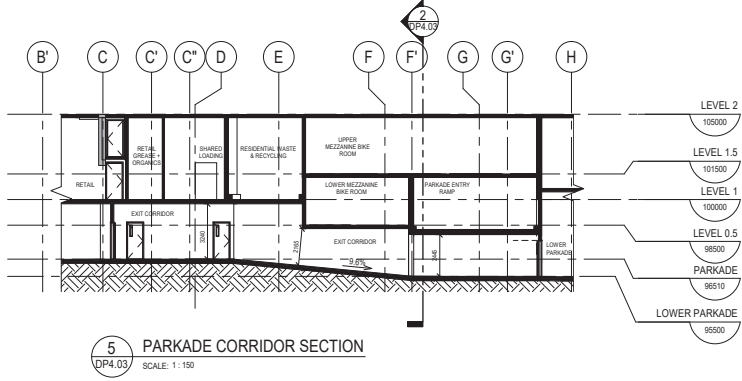 2
DP4.03
B'
C
C'
C"
D
E
F
F'
G
G'
H
LEVEL 2
105000
LEVEL 1.5
101500
LEVEL 1
100000
LEVEL 0.5
98500
PARKADE
96510
LOWER PARKADE
95500
RETAIL
GREASE +
ORGANICS
SHARED
LOADING
RESIDENTIAL WASTE
& RECYCLING
UPPER
MEZZANINE BIKE
ROOM
RETAIL
LOWER MEZZANINE
BIKE ROOM
PARKADE ENTRY
RAMP
EXIT CORRIDOR
3240
2165
EXIT CORRIDOR
9.6%
LOWER
PARKADE
5
DP4.03
PARKADE CORRIDOR SECTION
SCALE: 1 : 150